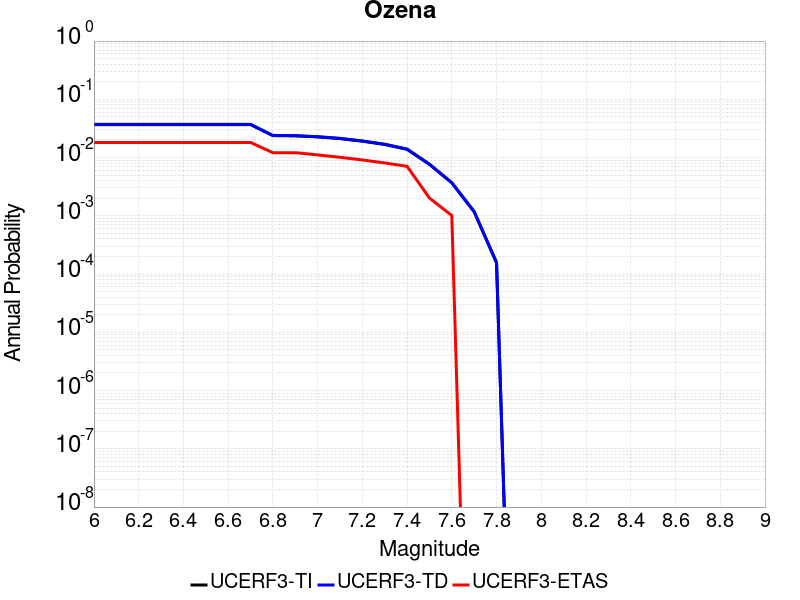 Ozena
Annual Probability
10^0
10^-1
10^-2
10^-3
10^-4
10^-5
10^-6
10^-7
10^-8
6 6.2 6.4 6.6 6.8 7 7.2 7.4 7.6 7.8 8 8.2 8.4 8.6 8.8 9
Magnitude
UCERF3-TI UCERF3-TD UCERF3-ETAS